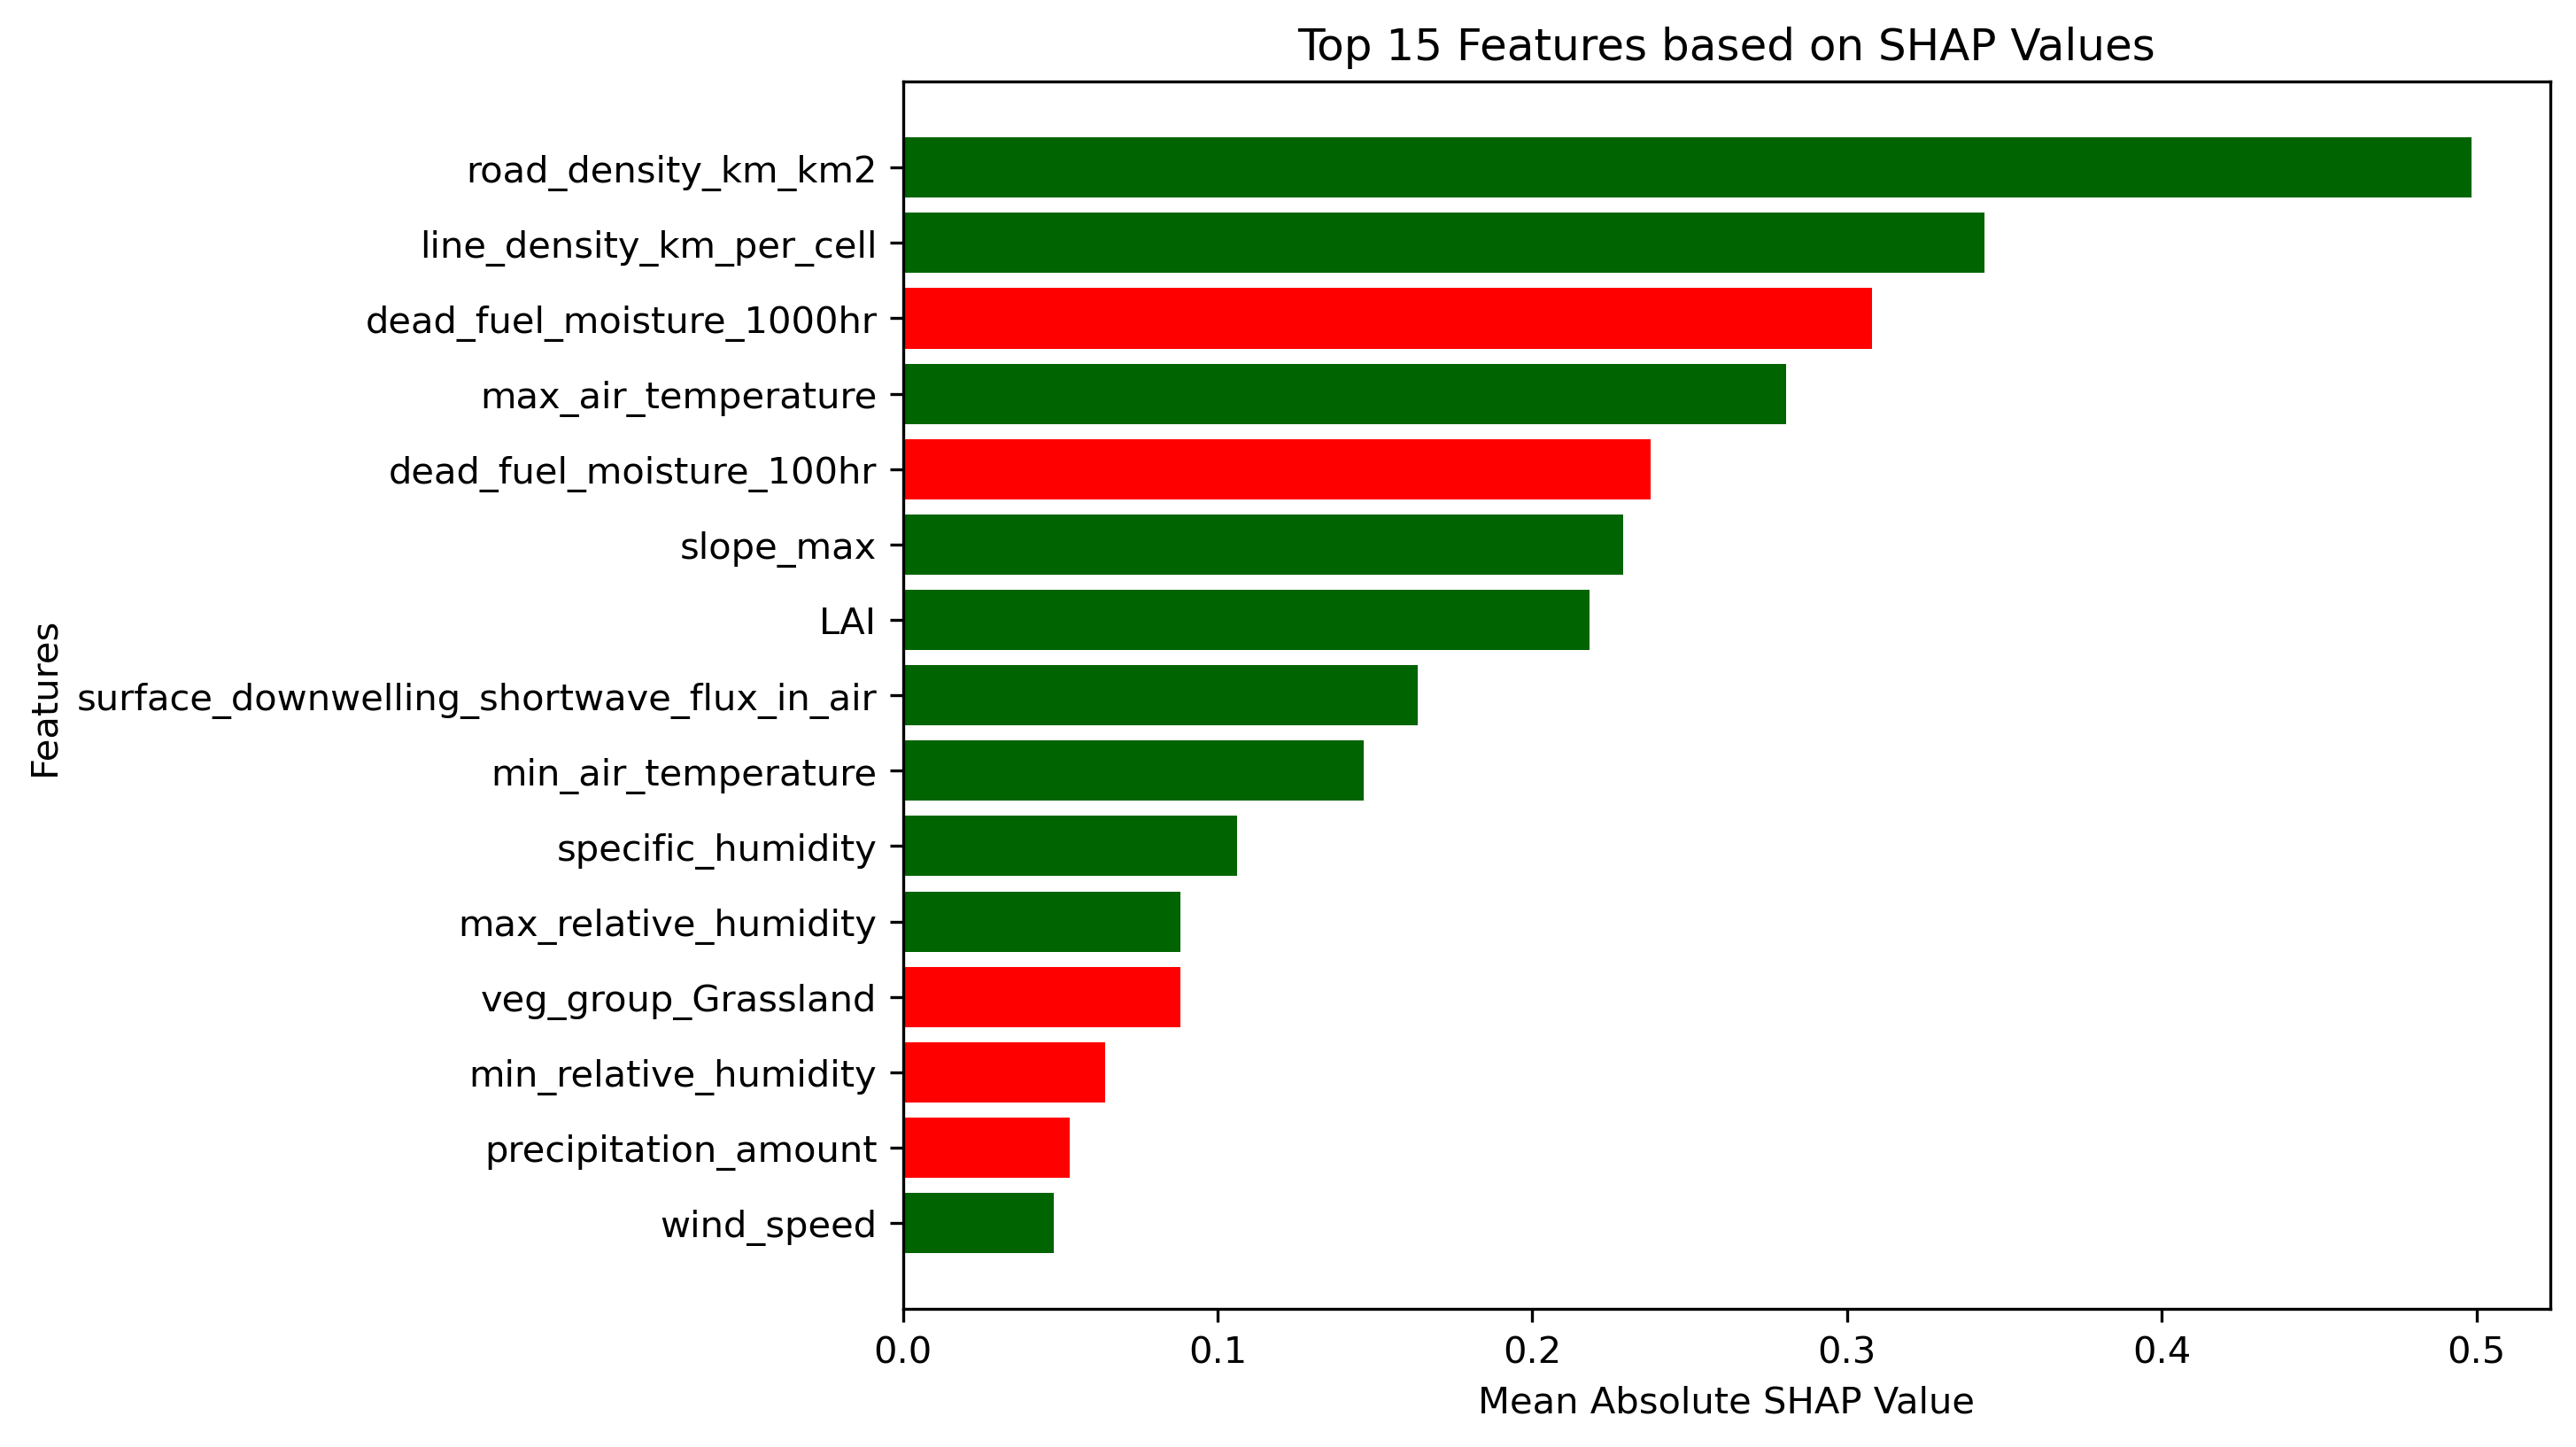 Top 15 Features based on SHAP Values
Features
road_density_km_km2
line_density_km_per_cell
dead_fuel_moisture_1000hr
max_air_temperature
dead_fuel_moisture_100hr
slope_max
LAI
surface_downwelling_shortwave_flux_in_air
min_air_temperature
specific_humidity
max_relative_humidity
veg_group_Grassland
min_relative_humidity
precipitation_amount
wind_speed
0.0 0.1 0.2 0.3 0.4 0.5
Mean Absolute SHAP Value